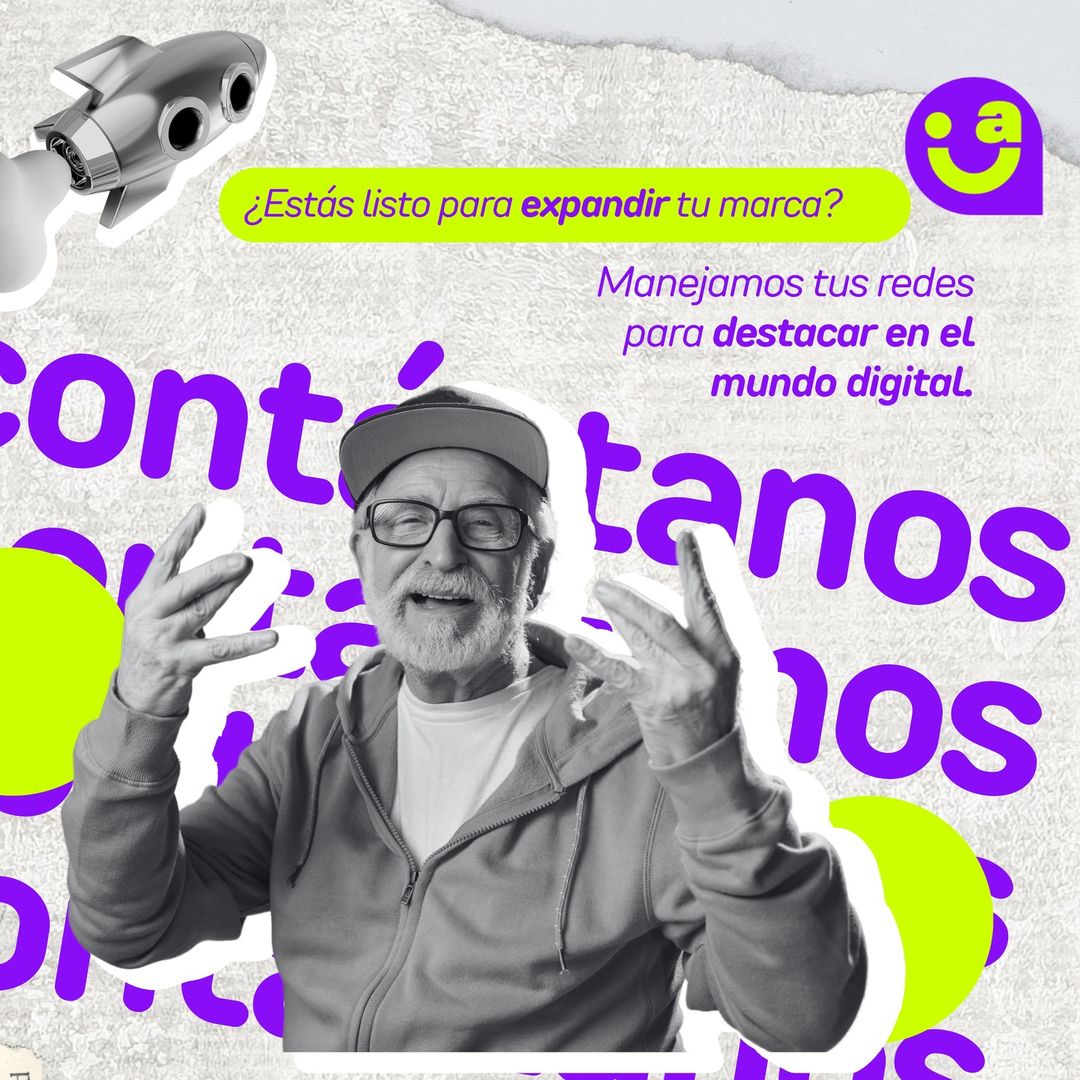 a
¿Estás listo para expandir tu marca?
Manejamos tus redes
para destacar en el
mundo digital.
contáctanos